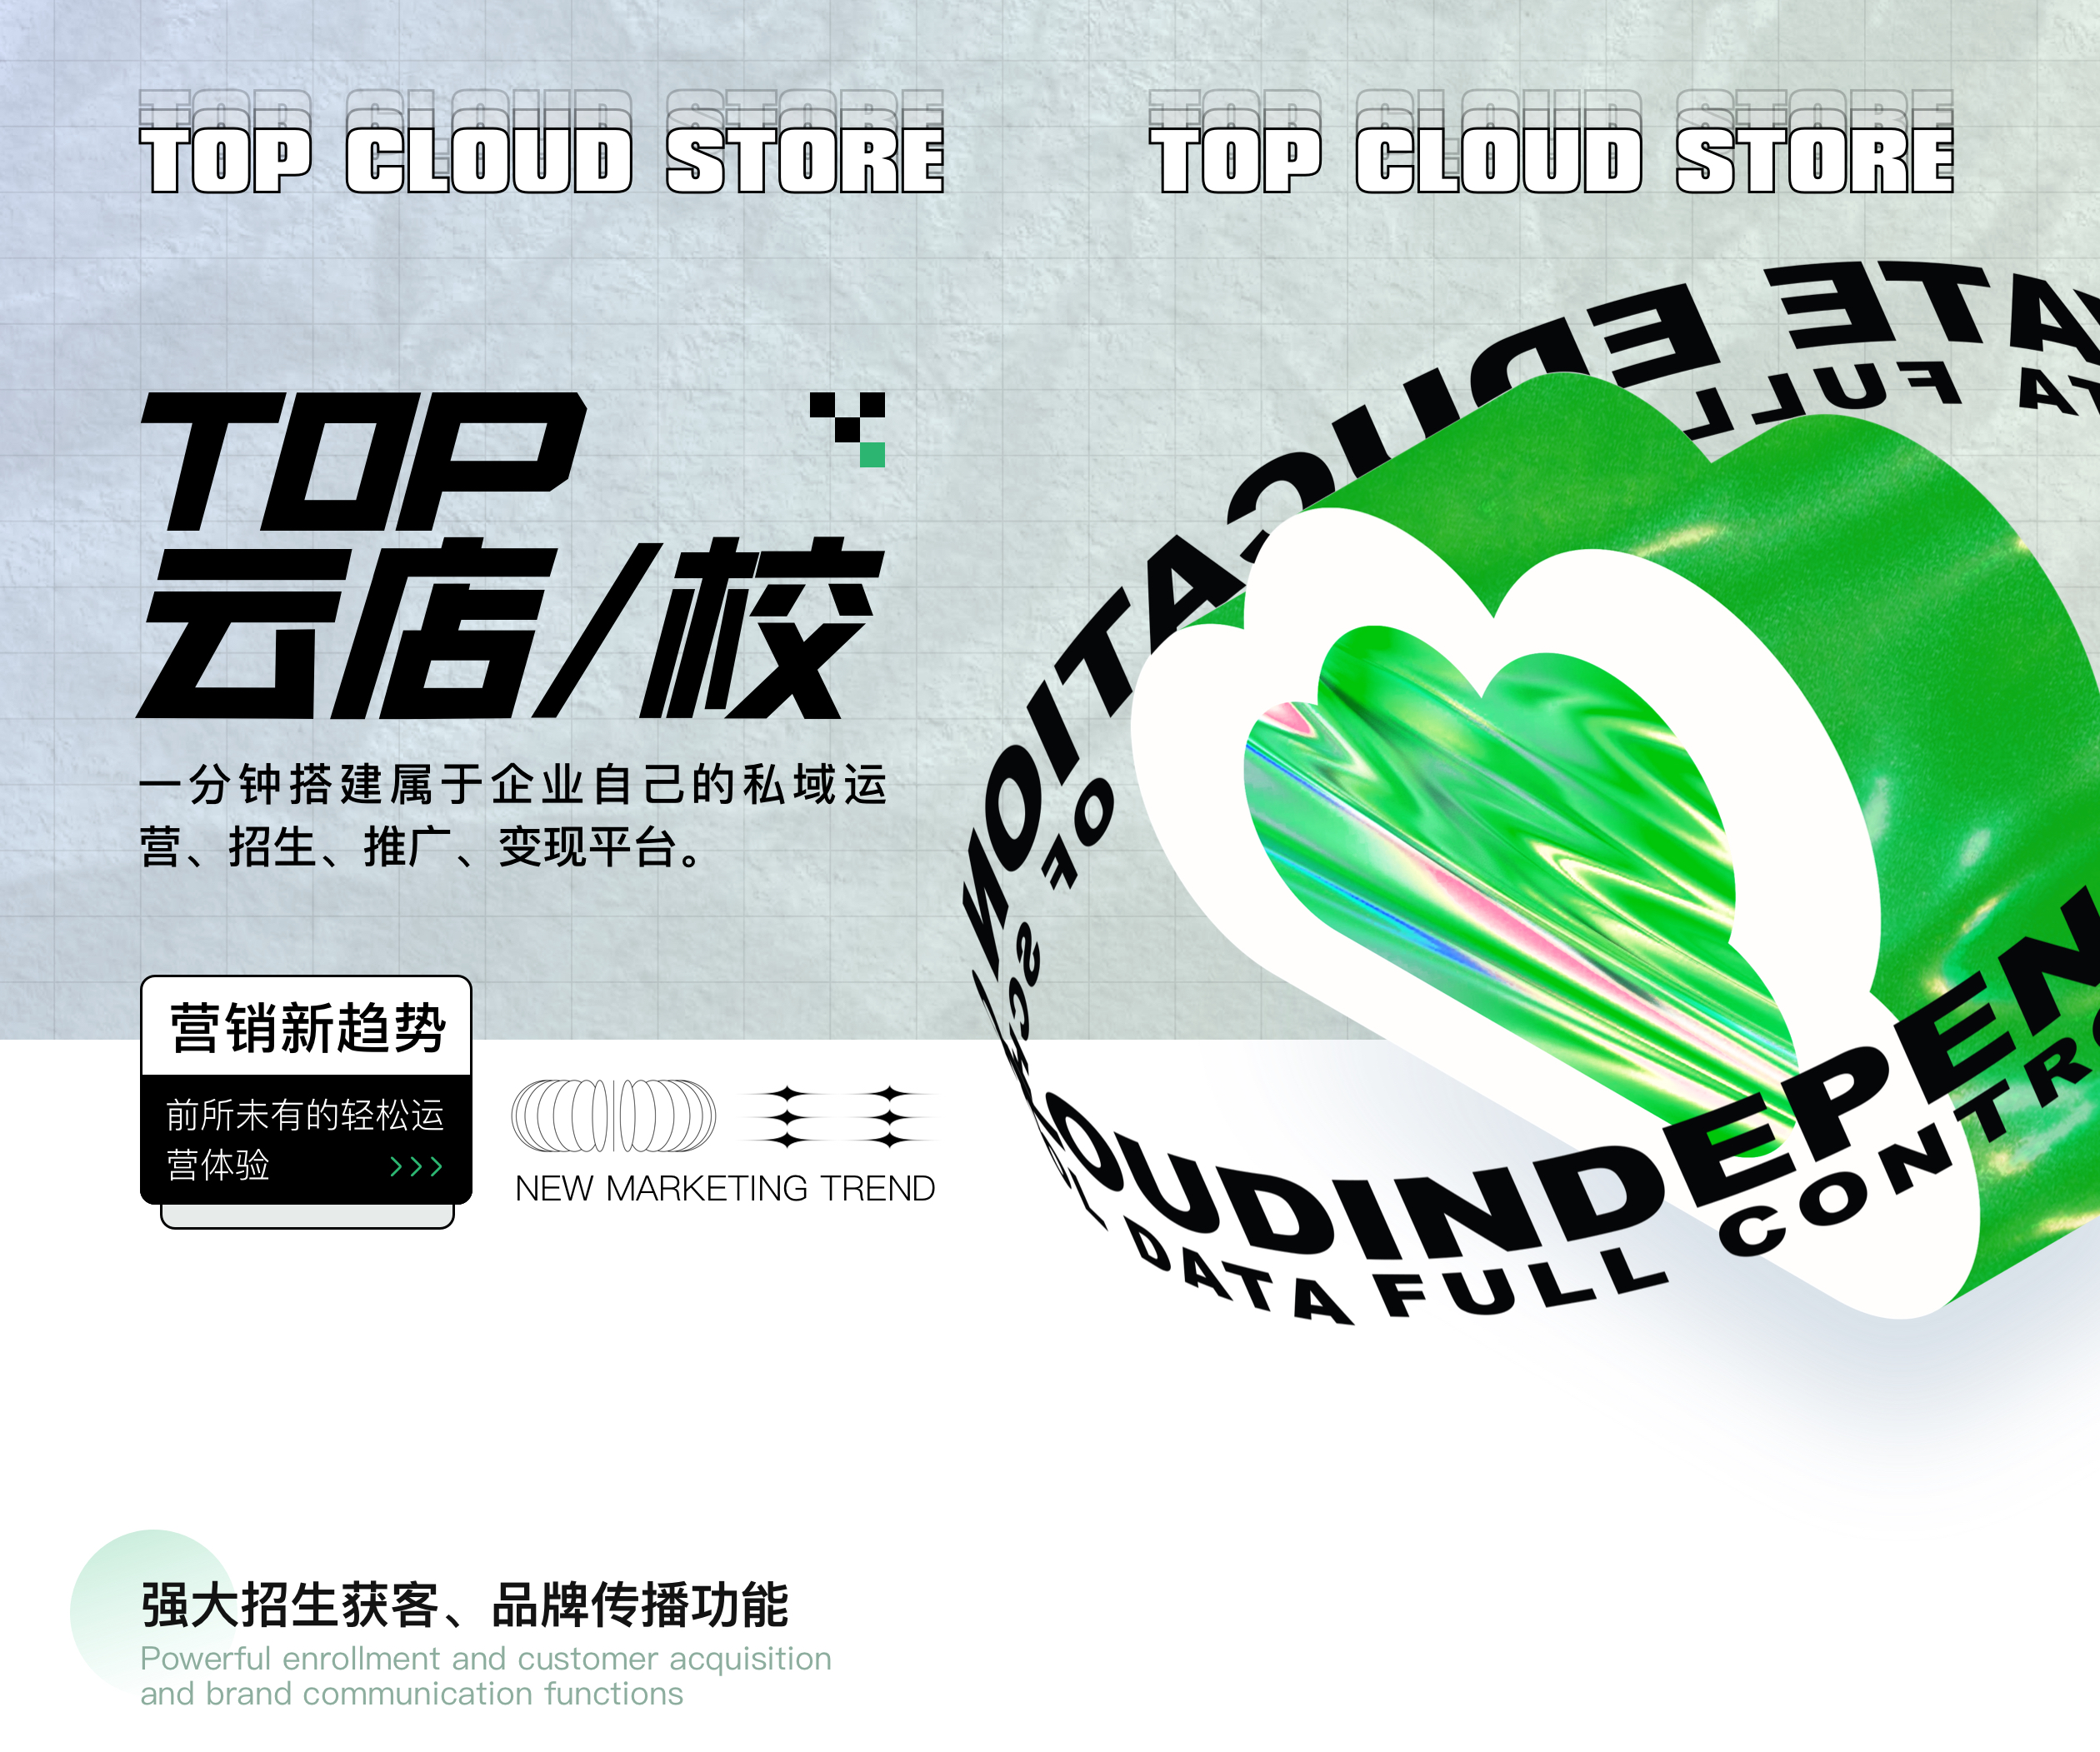 TOP CLOUD STORE
TOP CLOUD STORE
TOP
云店/校
一分钟搭建属于企业自己的私域运
营、招生、推广、变现平台。
营销新趋势
前所未有的轻松运
营体验
NEW MARKETING TREND
EDUCATION
FULL
OF
OUDINDEPEN
DATA FULL CONTRO
强大招生获客、品牌传播功能
Powerful enrollment and customer acquisition
and brand communication functions